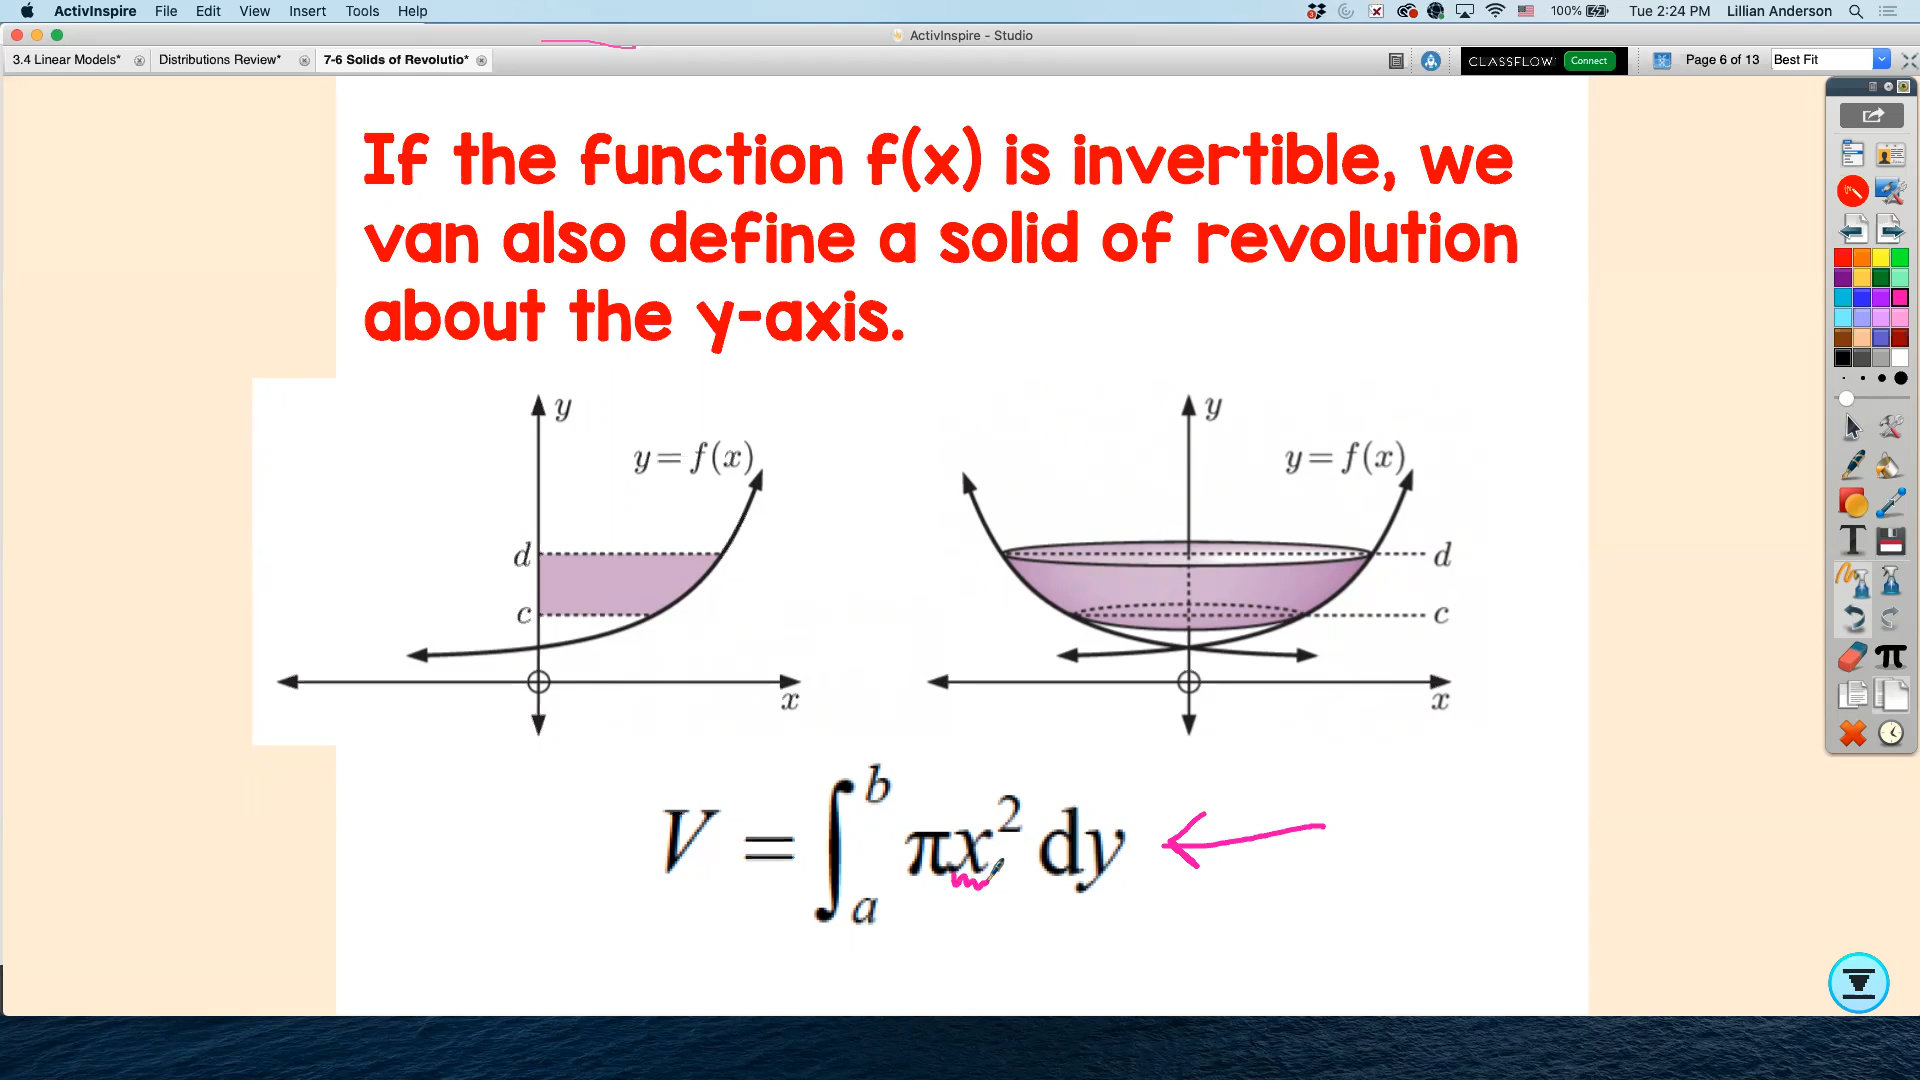 ActivInspire File Edit View Insert Tools Help 3 100% Tue 2:24 PM Lillian Anderson
ActivInspire - Studio
3.4 Linear Models* Distributions Review* 7-6 Solids of Revolutio* CLASSFLOW Connect Page 6 of 13 Best Fit
If the function f(x) is invertible, we
van also define a solid of revolution
about the y-axis.
y y
y = f(x) y = f(x)
d d
c c
x x
V = ∫_a^b πx² dy